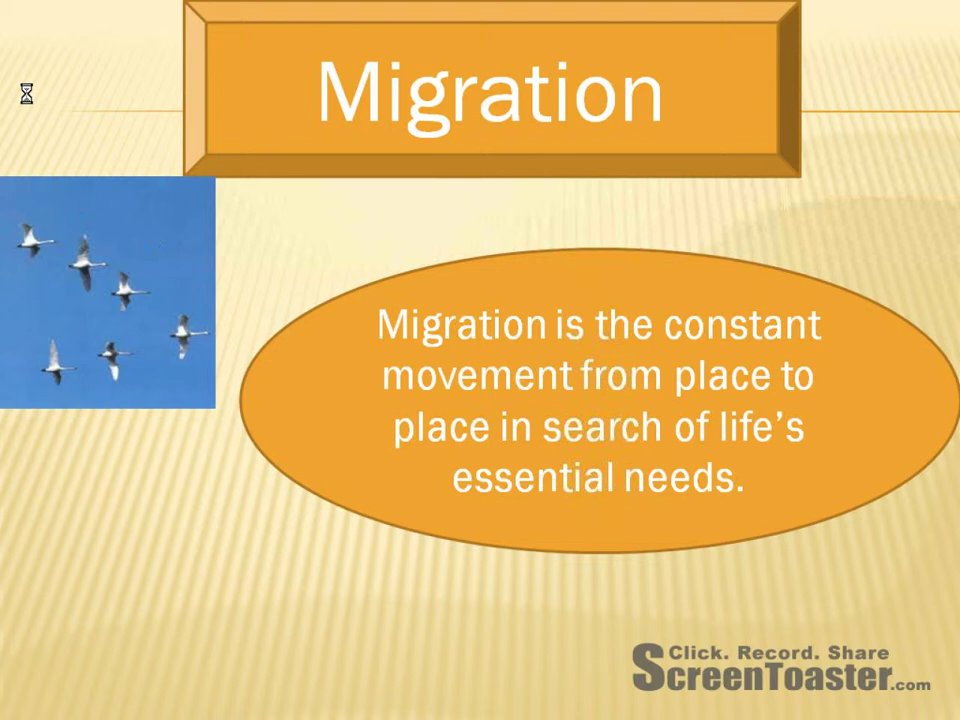 Migration
Migration is the constant
movement from place to
place in search of life's
essential needs.
Click. Record. Share
ScreenToaster.com